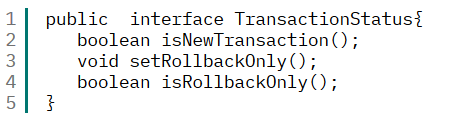 1 public  interface TransactionStatus{
2    boolean isNewTransaction();
3    void setRollbackOnly();
4    boolean isRollbackOnly();
5 }